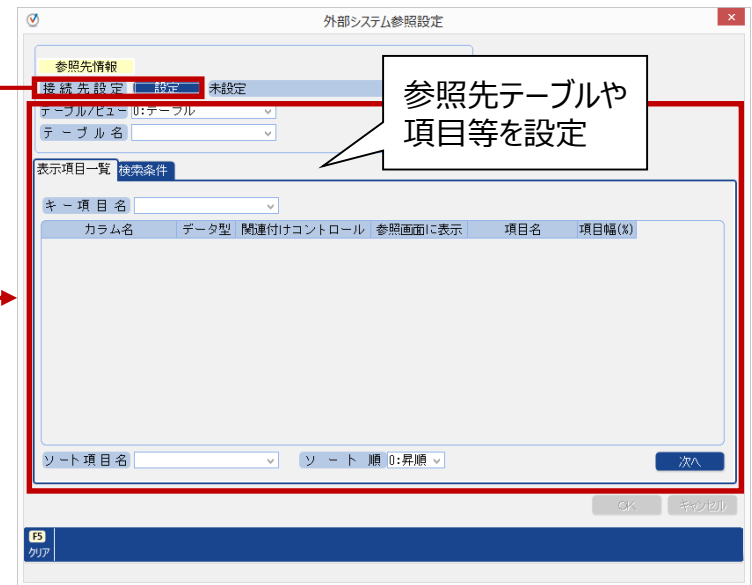 外部システム参照設定
参照先情報
接続先設定 設定 未設定
テーブル/ビュー 0:テーブル
テーブル名
参照先テーブルや
項目等を設定
表示項目一覧 検索条件
キー項目名
カラム名 データ型 関連付けコントロール 参照画面に表示 項目名 項目幅(%)
ソート項目名 ソート順 0:昇順 次へ
OK キャンセル
F5
クリア